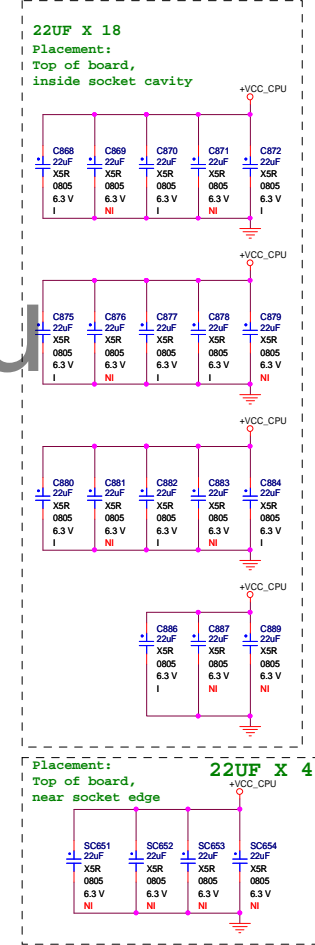 22UF X 18
Placement:
Top of board,
inside socket cavity
+VCC_CPU
C868 C869 C870 C871 C872
22uF 22uF 22uF 22uF 22uF
X5R X5R X5R X5R X5R
0805 0805 0805 0805 0805
6.3 V 6.3 V 6.3 V 6.3 V 6.3 V
I NI I NI I
+VCC_CPU
C875 C876 C877 C878 C879
22uF 22uF 22uF 22uF 22uF
X5R X5R X5R X5R X5R
0805 0805 0805 0805 0805
6.3 V 6.3 V 6.3 V 6.3 V 6.3 V
I NI I I NI
+VCC_CPU
C880 C881 C882 C883 C884
22uF 22uF 22uF 22uF 22uF
X5R X5R X5R X5R X5R
0805 0805 0805 0805 0805
6.3 V 6.3 V 6.3 V 6.3 V 6.3 V
I NI I NI I
+VCC_CPU
C886 C887 C889
22uF 22uF 22uF
X5R X5R X5R
0805 0805 0805
6.3 V 6.3 V 6.3 V
I NI NI
Placement:
Top of board,
near socket edge
22UF X 4
+VCC_CPU
SC651 SC652 SC653 SC654
22uF 22uF 22uF 22uF
X5R X5R X5R X5R
0805 0805 0805 0805
6.3 V 6.3 V 6.3 V 6.3 V
NI NI NI NI